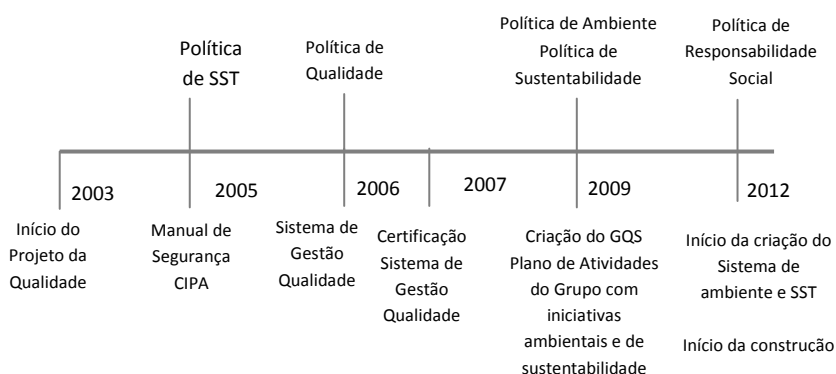 Política
de SST
Política de
Qualidade
Política de Ambiente
Política de
Sustentabilidade
Política de
Responsabilidade
Social
2003
2005
2006
2007
2009
2012
Início do
Projeto da
Qualidade
Manual de
Segurança
CIPA
Sistema de
Gestão
Qualidade
Certificação
Sistema de
Gestão
Qualidade
Criação do GQS
Plano de Atividades
do Grupo com
iniciativas
ambientais e de
sustentabilidade
Início da criação do
Sistema de
ambiente e SST
Início da construção